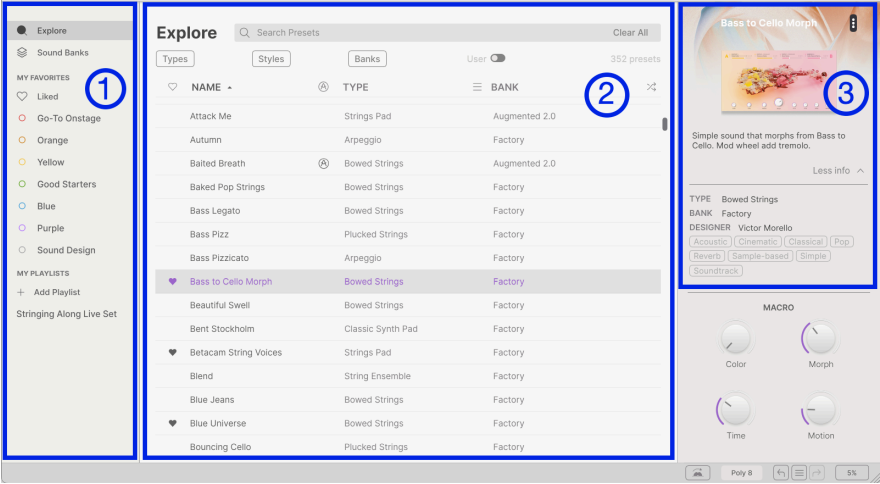 Explore
Sound Banks
MY FAVORITES
Liked
Go-To Onstage
Orange
Yellow
Good Starters
Blue
Purple
Sound Design
MY PLAYLISTS
+ Add Playlist
Stringing Along Live Set
1
Explore
Search Presets
Clear All
Types Styles Banks User 352 presets
NAME TYPE BANK
2
Attack Me Strings Pad Augmented 2.0
Autumn Arpeggio Factory
Baited Breath Bowed Strings Augmented 2.0
Baked Pop Strings Bowed Strings Factory
Bass Legato Bowed Strings Factory
Bass Pizz Plucked Strings Factory
Bass Pizzicato Arpeggio Factory
Bass to Cello Morph Bowed Strings Factory
Beautiful Swell Bowed Strings Factory
Bent Stockholm Classic Synth Pad Factory
Betacam String Voices Strings Pad Factory
Blend String Ensemble Factory
Blue Jeans Bowed Strings Factory
Blue Universe Bowed Strings Factory
Bouncing Cello Plucked Strings Factory
Bass to Cello Morph
3
Simple sound that morphs from Bass to
Cello. Mod wheel add tremolo.
Less info
TYPE Bowed Strings
BANK Factory
DESIGNER Victor Morello
Acoustic Cinematic Classical Pop
Reverb Sample-based Simple
Soundtrack
MACRO
Color Morph
Time Motion
Poly 8 5%